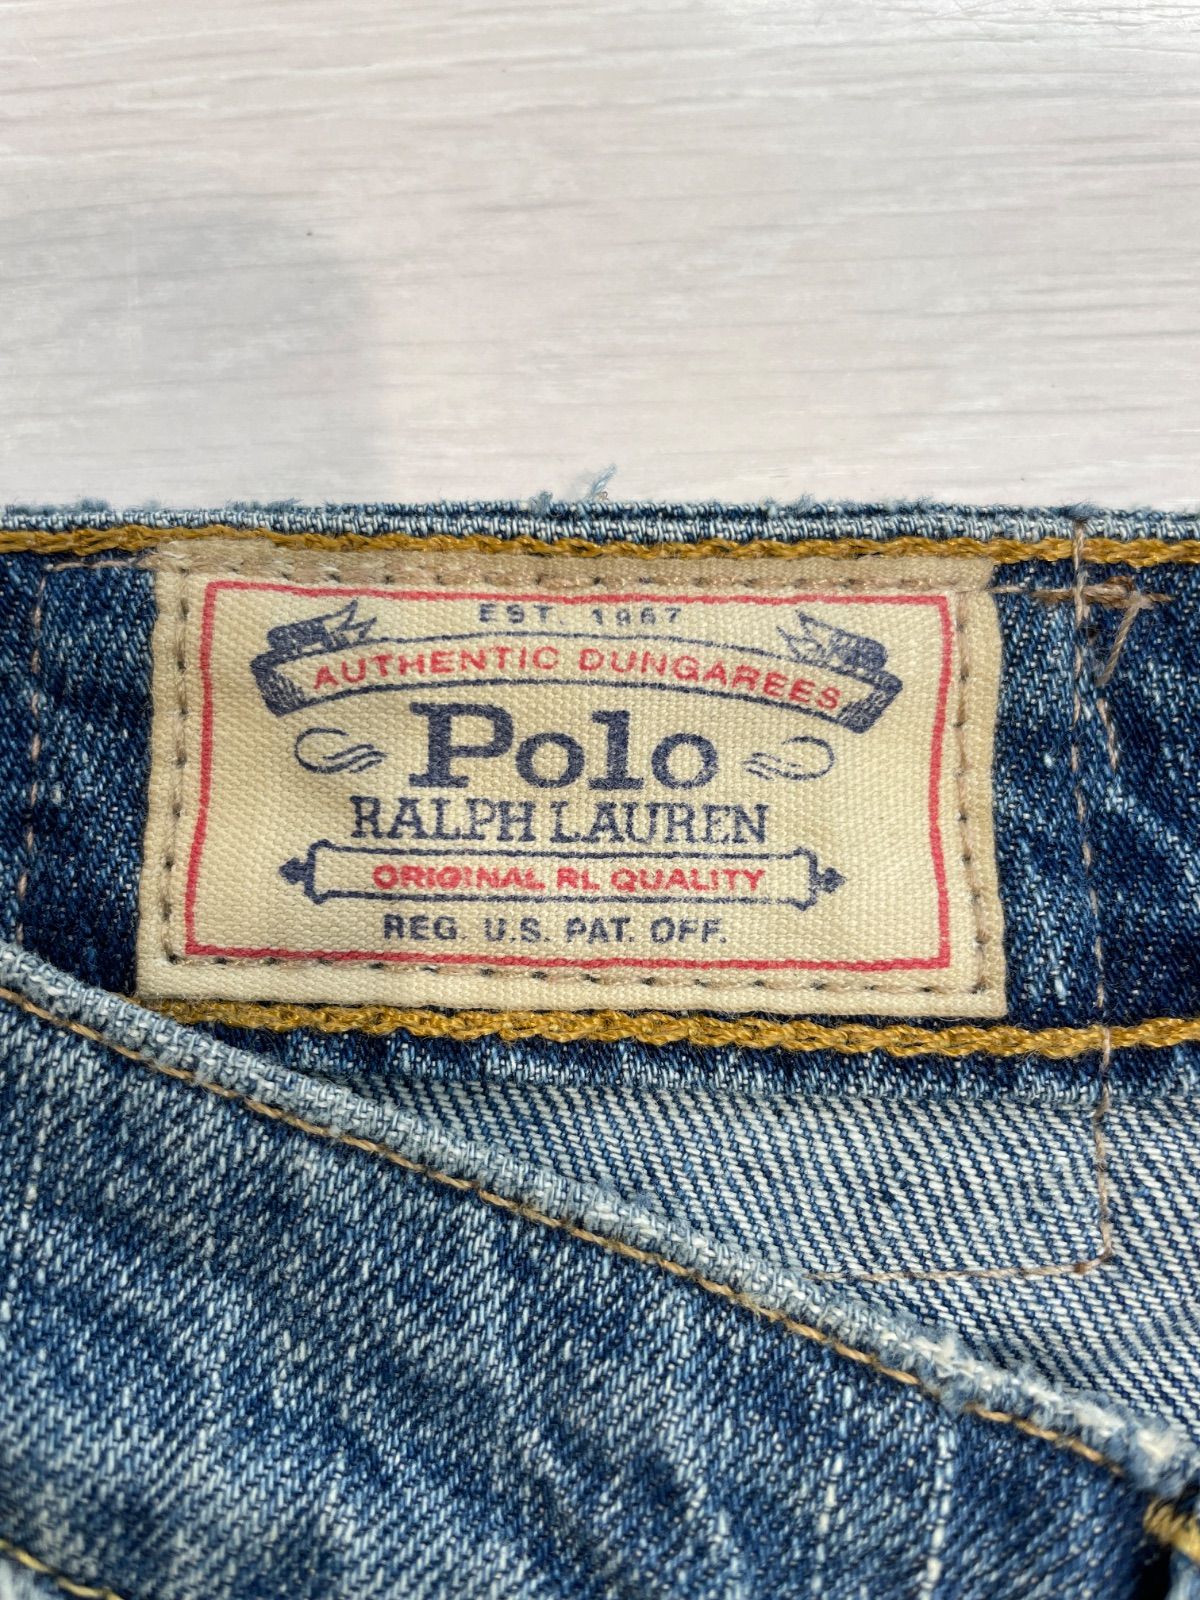 EST. 1967
AUTHENTIC DUNGAREES
Polo
RALPH LAUREN
ORIGINAL RL QUALITY
REG. U.S. PAT. OFF.